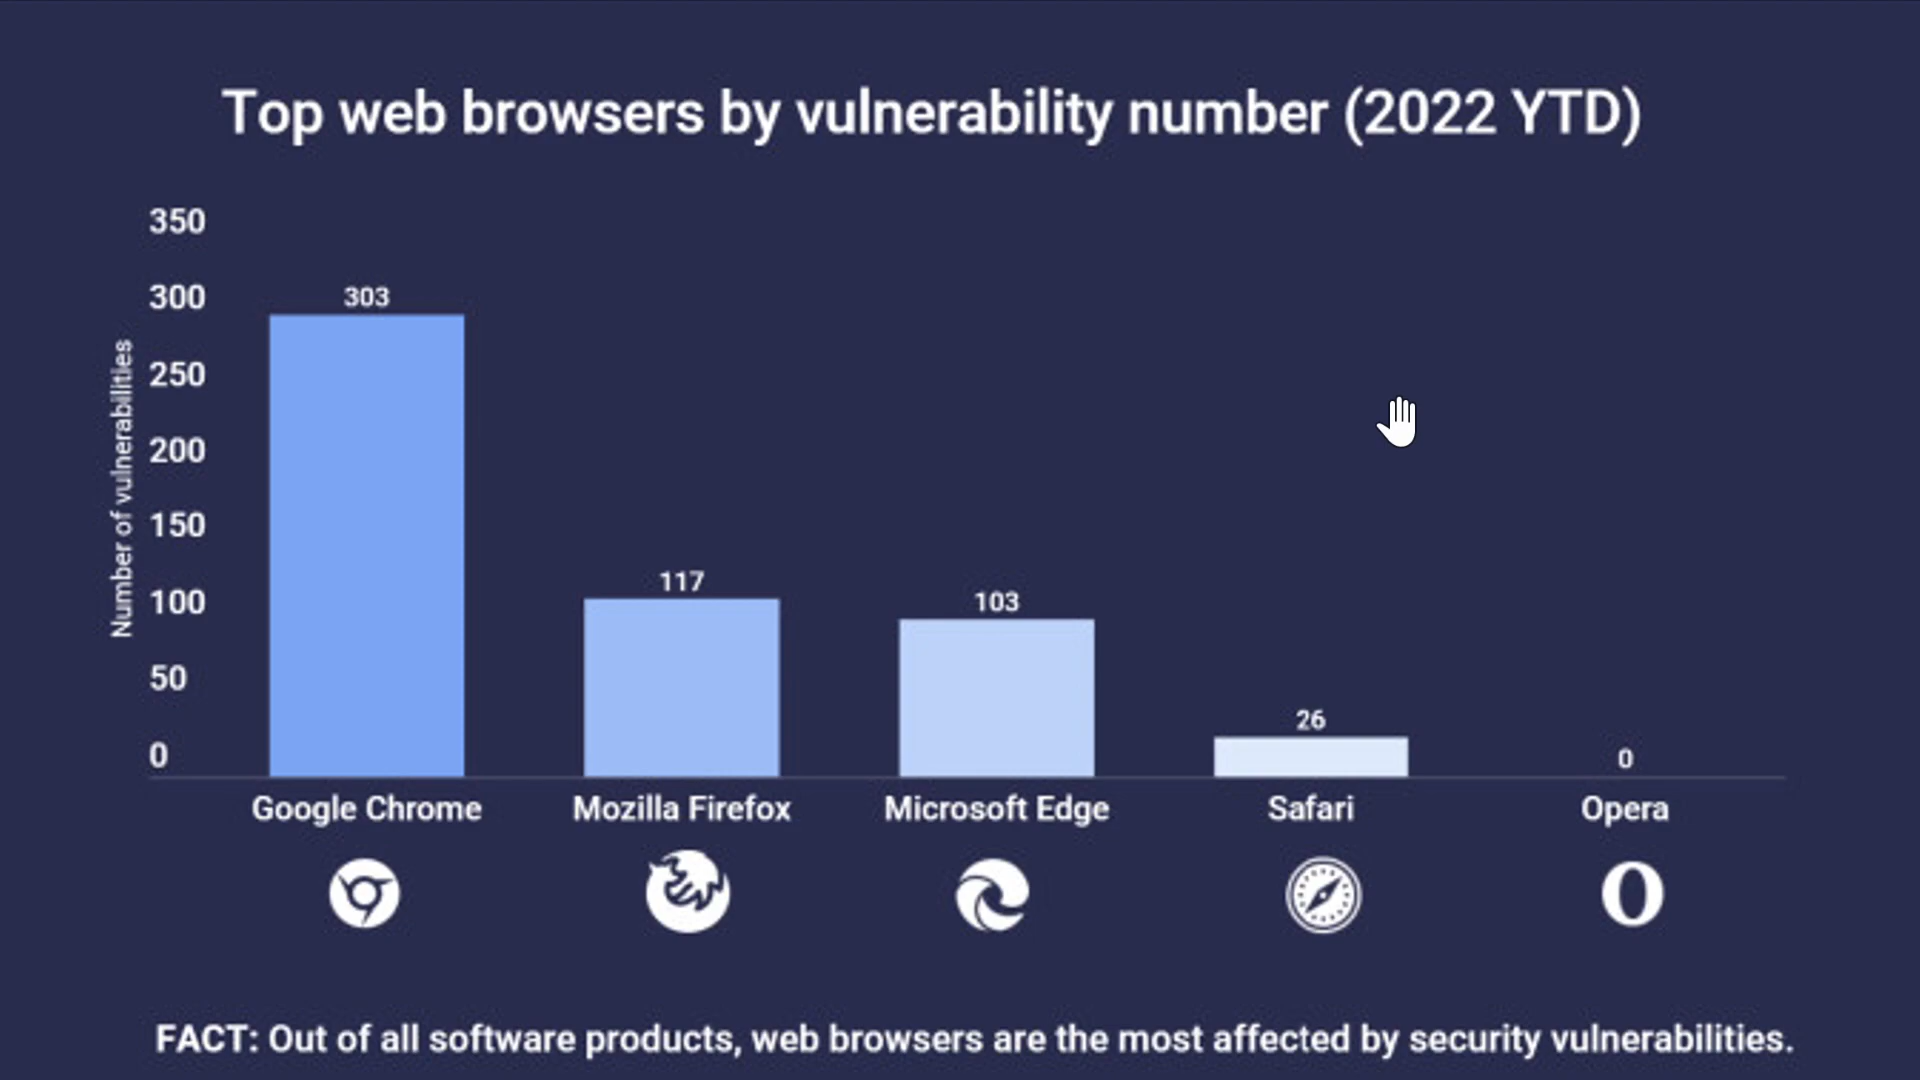 Top web browsers by vulnerability number (2022 YTD)
Number of vulnerabilities
350
300
250
200
150
100
50
0
303
117
103
26
0
Google Chrome
Mozilla Firefox
Microsoft Edge
Safari
Opera
FACT: Out of all software products, web browsers are the most affected by security vulnerabilities.